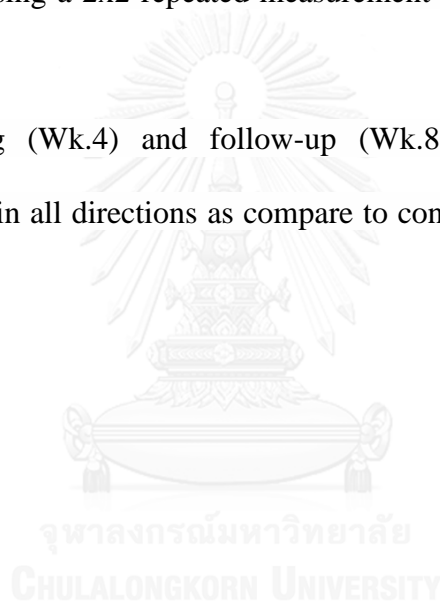 sing a 2x2 repeated measurement
g (Wk.4) and follow-up (Wk.8
in all directions as compare to con
จุฬาลงกรณ์มหาวิทยาลัย
CHULALONGKORN UNIVERSITY